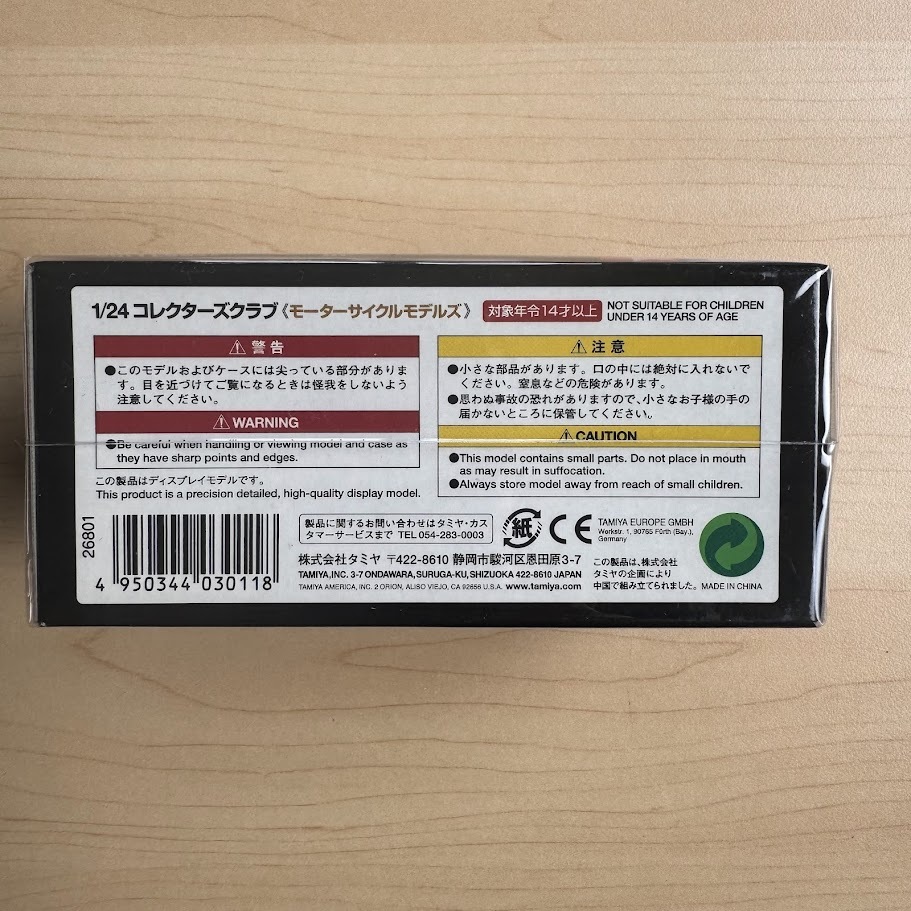 1/24 コレクターズクラブ《モーターサイクルモデルズ》
対象年令14才以上
NOT SUITABLE FOR CHILDREN
UNDER 14 YEARS OF AGE
⚠警告
●このモデルおよびケースには尖っている部分がありま
す。目を近づけてご覧になるときは怪我をしないよう
注意してください。
⚠WARNING
●Be careful when handling or viewing model and case as
they have sharp points and edges.
この製品はディスプレイモデルです。
This product is a precision detailed, high-quality display model.
⚠注意
●小さな部品があります。口の中には絶対に入れないで
ください。窒息などの危険があります。
●思わぬ事故の恐れがありますので、小さなお子様の手の
届かないところに保管してください。
⚠CAUTION
●This model contains small parts. Do not place in mouth
as may result in suffocation.
●Always store model away from reach of small children.
26801
4 950344 030118
製品に関するお問い合わせはタミヤ・カス
タマーサービスまで TEL 054-283-0003
紙
CE
TAMIYA EUROPE GMBH
Werkstr. 1, 90765 Fürth (Bay.),
Germany
株式会社タミヤ 〒422-8610 静岡市駿河区恩田原3-7
TAMIYA,INC. 3-7 ONDAWARA, SURUGA-KU, SHIZUOKA 422-8610 JAPAN
TAMIYA AMERICA, INC. 2 ORION, ALISO VIEJO, CA 92656 U.S.A. www.tamiya.com
この製品は、株式会社
タミヤの企画により
中国で組み立てられました。
MADE IN CHINA